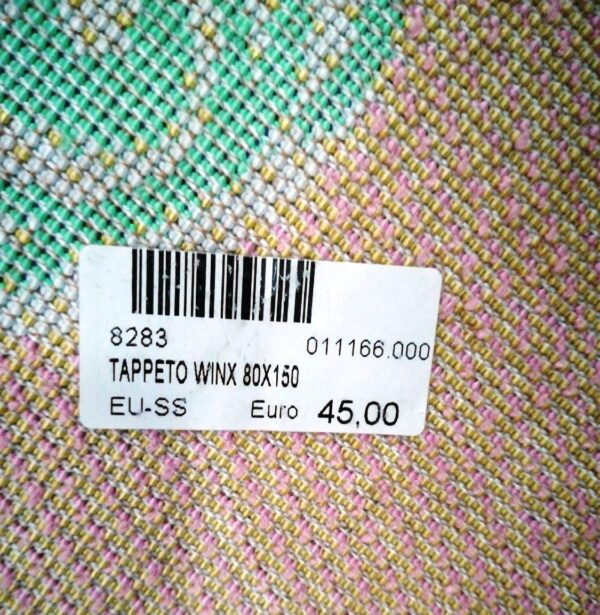 8283 011166.000
TAPPETO WINX 80X150
EU-SS Euro 45,00